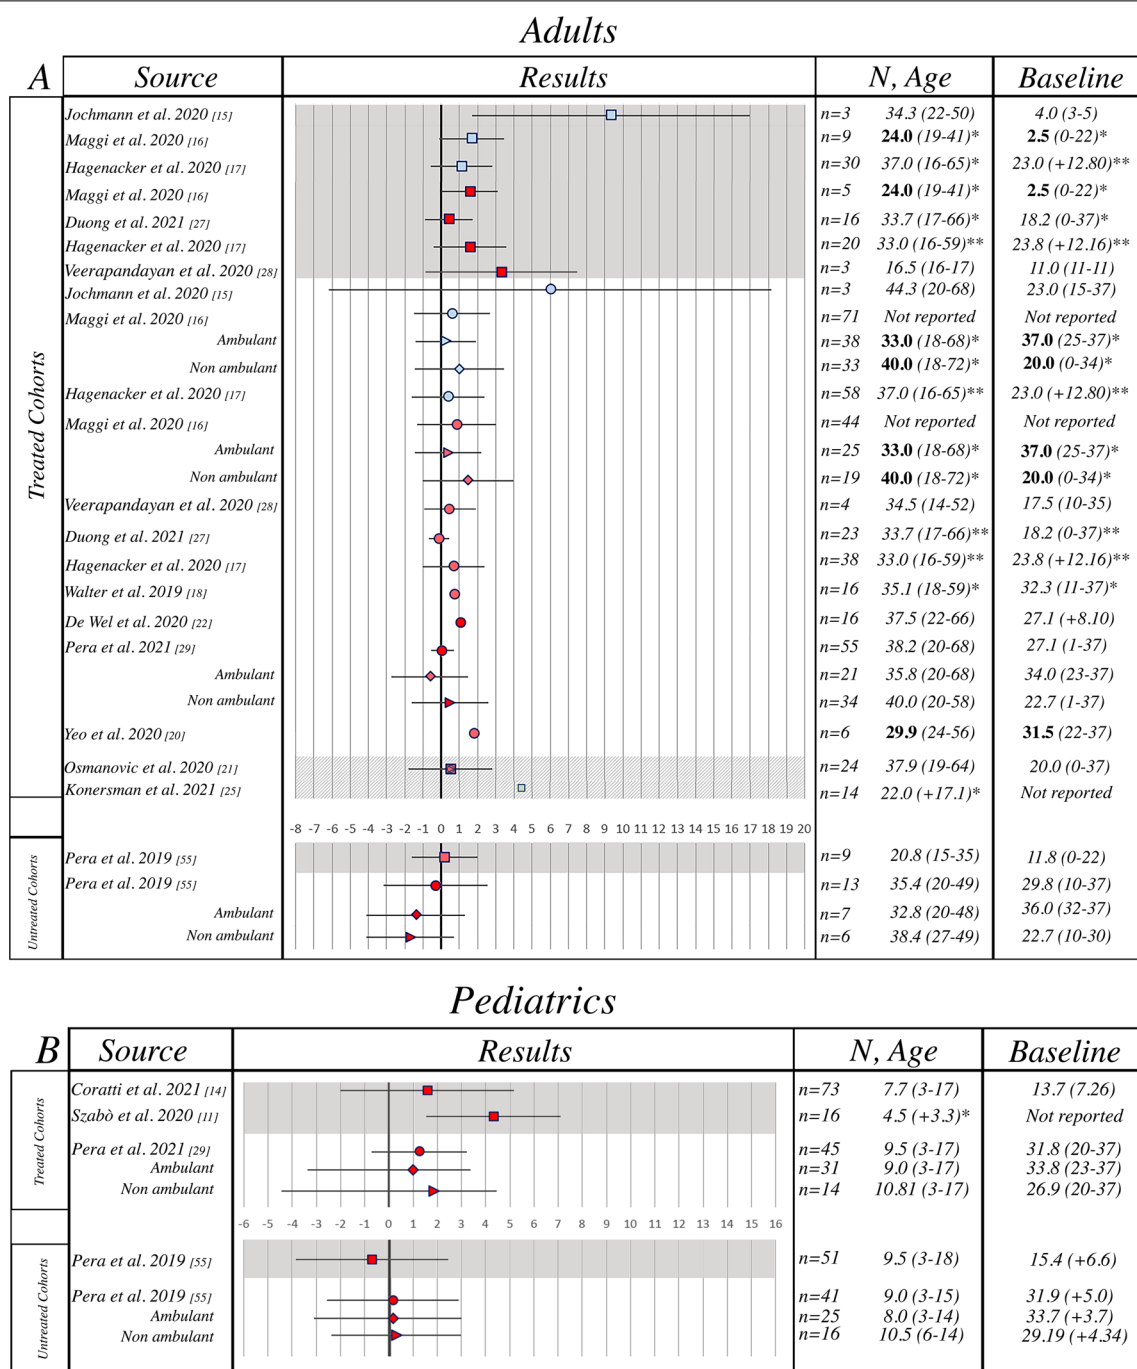 Adults
A Source Results N, Age Baseline
Treated Cohorts
Jochmann et al. 2020 [15] n=3 34.3 (22-50) 4.0 (3-5)
Maggi et al. 2020 [16] n=9 24.0 (19-41)* 2.5 (0-22)*
Hagenacker et al. 2020 [17] n=30 37.0 (16-65)* 23.0 (+12.80)**
Maggi et al. 2020 [16] n=5 24.0 (19-41)* 2.5 (0-22)*
Duong et al. 2021 [27] n=16 33.7 (17-66)* 18.2 (0-37)*
Hagenacker et al. 2020 [17] n=20 33.0 (16-59)** 23.8 (+12.16)**
Veerapandayan et al. 2020 [28] n=3 16.5 (16-17) 11.0 (11-11)
Jochmann et al. 2020 [15] n=3 44.3 (20-68) 23.0 (15-37)
Maggi et al. 2020 [16] n=71 Not reported Not reported
Ambulant n=38 33.0 (18-68)* 37.0 (25-37)*
Non ambulant n=33 40.0 (18-72)* 20.0 (0-34)*
Hagenacker et al. 2020 [17] n=58 37.0 (16-65)** 23.0 (+12.80)**
Maggi et al. 2020 [16] n=44 Not reported Not reported
Ambulant n=25 33.0 (18-68)* 37.0 (25-37)*
Non ambulant n=19 40.0 (18-72)* 20.0 (0-34)*
Veerapandayan et al. 2020 [28] n=4 34.5 (14-52) 17.5 (10-35)
Duong et al. 2021 [27] n=23 33.7 (17-66)** 18.2 (0-37)**
Hagenacker et al. 2020 [17] n=38 33.0 (16-59)** 23.8 (+12.16)**
Walter et al. 2019 [18] n=16 35.1 (18-59)* 32.3 (11-37)*
De Wel et al. 2020 [22] n=16 37.5 (22-66) 27.1 (+8.10)
Pera et al. 2021 [29] n=55 38.2 (20-68) 27.1 (1-37)
Ambulant n=21 35.8 (20-68) 34.0 (23-37)
Non ambulant n=34 40.0 (20-58) 22.7 (1-37)
Yeo et al. 2020 [20] n=6 29.9 (24-56) 31.5 (22-37)
Osmanovic et al. 2020 [21] n=24 37.9 (19-64) 20.0 (0-37)
Konersman et al. 2021 [25] n=14 22.0 (+17.1)* Not reported
-8 -7 -6 -5 -4 -3 -2 -1 0 1 2 3 4 5 6 7 8 9 10 11 12 13 14 15 16 17 18 19 20
Untreated Cohorts
Pera et al. 2019 [55] n=9 20.8 (15-35) 11.8 (0-22)
Pera et al. 2019 [55] n=13 35.4 (20-49) 29.8 (10-37)
Ambulant n=7 32.8 (20-48) 36.0 (32-37)
Non ambulant n=6 38.4 (27-49) 22.7 (10-30)
Pediatrics
B Source Results N, Age Baseline
Treated Cohorts
Coratti et al. 2021 [14] n=73 7.7 (3-17) 13.7 (7.26)
Szabò et al. 2020 [11] n=16 4.5 (+3.3)* Not reported
Pera et al. 2021 [29] n=45 9.5 (3-17) 31.8 (20-37)
Ambulant n=31 9.0 (3-17) 33.8 (23-37)
Non ambulant n=14 10.81 (3-17) 26.9 (20-37)
-6 -5 -4 -3 -2 -1 0 1 2 3 4 5 6 7 8 9 10 11 12 13 14 15 16
Untreated Cohorts
Pera et al. 2019 [55] n=51 9.5 (3-18) 15.4 (+6.6)
Pera et al. 2019 [55] n=41 9.0 (3-15) 31.9 (+5.0)
Ambulant n=25 8.0 (3-14) 33.7 (+3.7)
Non ambulant n=16 10.5 (6-14) 29.19 (+4.34)